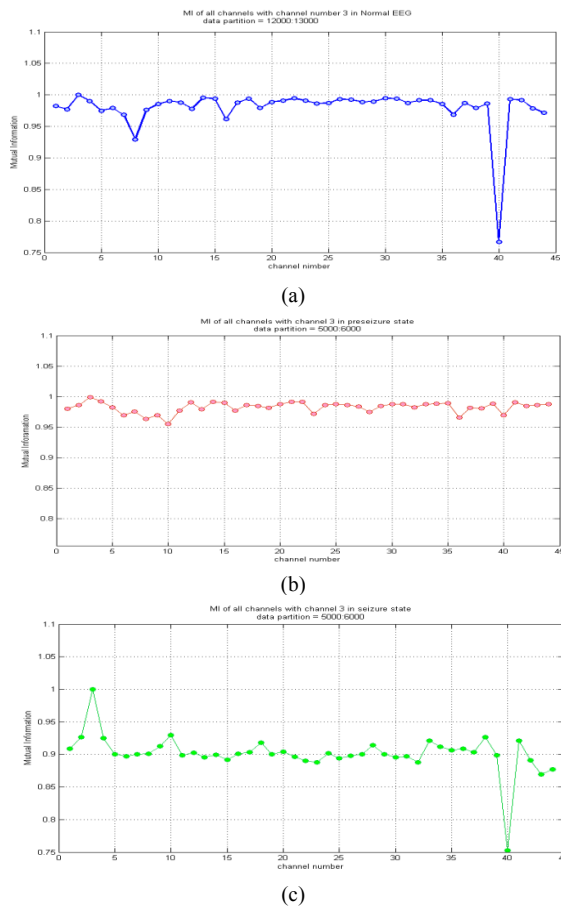 MI of all channels with channel number 3 in Normal EEG
data partition = 12000:13000
1.1
1.05
1
0.95
0.9
0.85
0.8
0.75
Mutual Information
0 5 10 15 20 25 30 35 40 45
channel nimber
(a)
MI of all channels with channel 3 in preseizure state
data partition = 5000:6000
1.1
1.05
1
0.95
0.9
0.85
0.8
Mutual Information
0 5 10 15 20 25 30 35 40 45
channel number
(b)
MI of all channels with channel 3 in seizure state
data partition = 5000:6000
1.1
1.05
1
0.95
0.9
0.85
0.8
0.75
Mutual Information
0 5 10 15 20 25 30 35 40 45
channel number
(c)